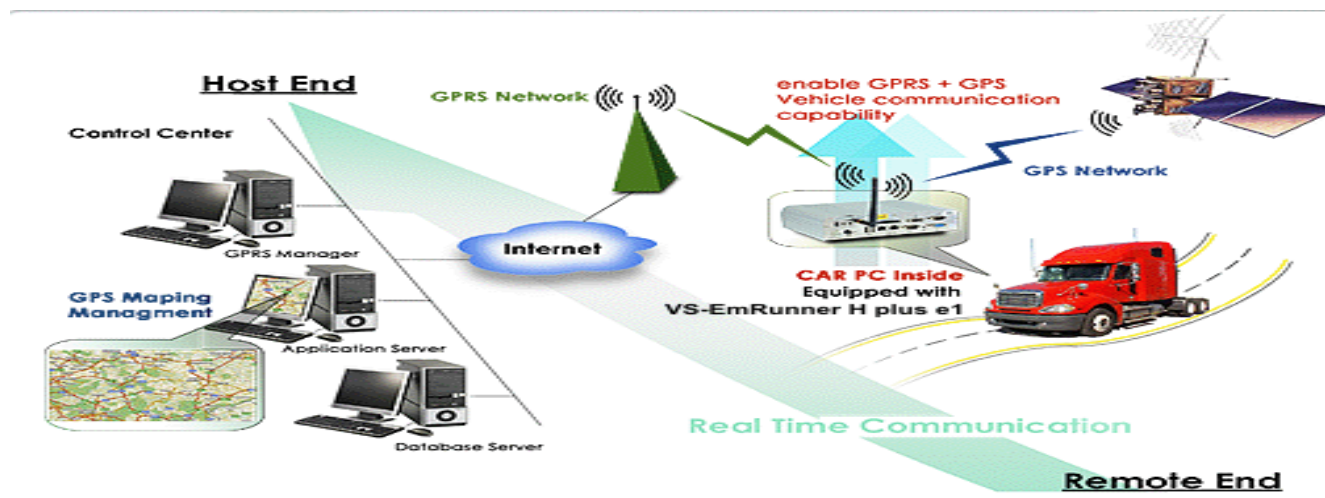 Host End
Control Center
GPRS Manager
GPS Maping
Managment
Application Server
Database Server
GPRS Network
Internet
enable GPRS + GPS
Vehicle communication
capability
GPS Network
CAR PC Inside
Equipped with
VS-EmRunner H plus e1
Real Time Communication
Remote End